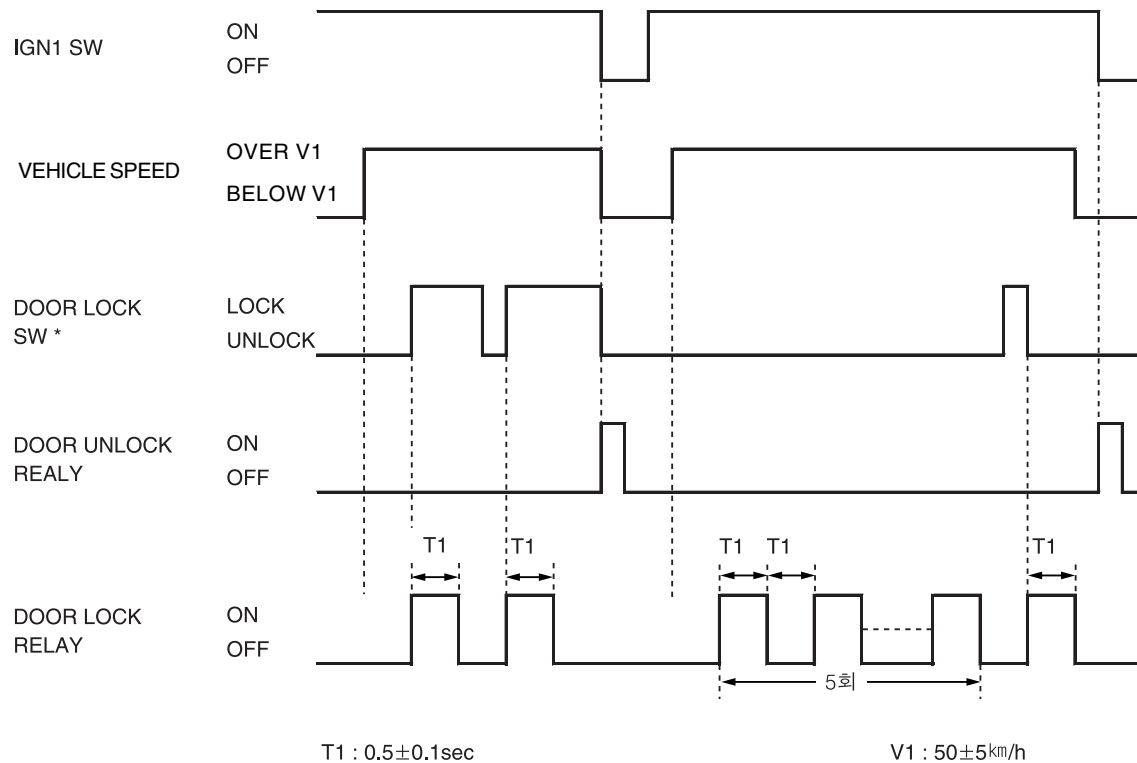 IGN1 SW
ON
OFF
VEHICLE SPEED
OVER V1
BELOW V1
DOOR LOCK
SW *
LOCK
UNLOCK
DOOR UNLOCK
REALY
ON
OFF
T1 T1 T1 T1 T1
DOOR LOCK
RELAY
ON
OFF
5회
T1 : 0.5±0.1sec V1 : 50±5㎞/h